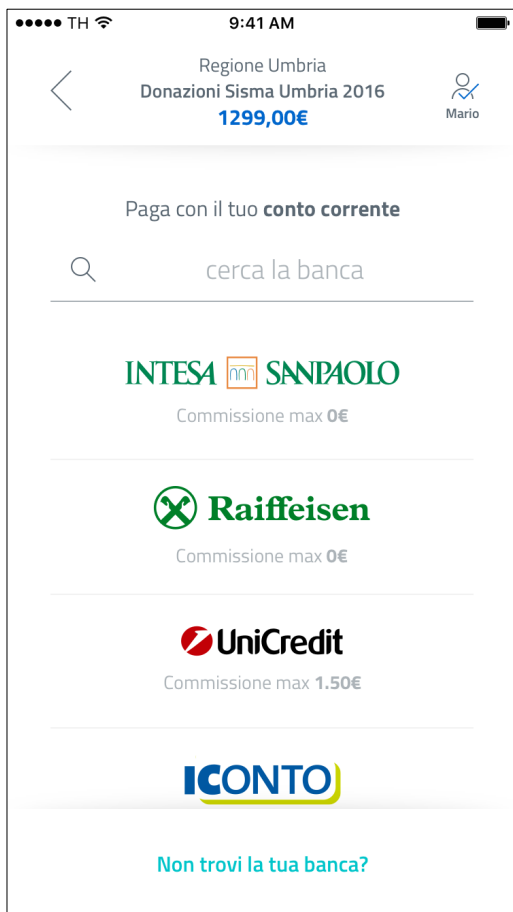 TH 9:41 AM
Regione Umbria
Donazioni Sisma Umbria 2016
1299,00€
Mario
Paga con il tuo conto corrente
cerca la banca
INTESA SANPAOLO
Commissione max 0€
Raiffeisen
Commissione max 0€
UniCredit
Commissione max 1.50€
ICONTO
Non trovi la tua banca?